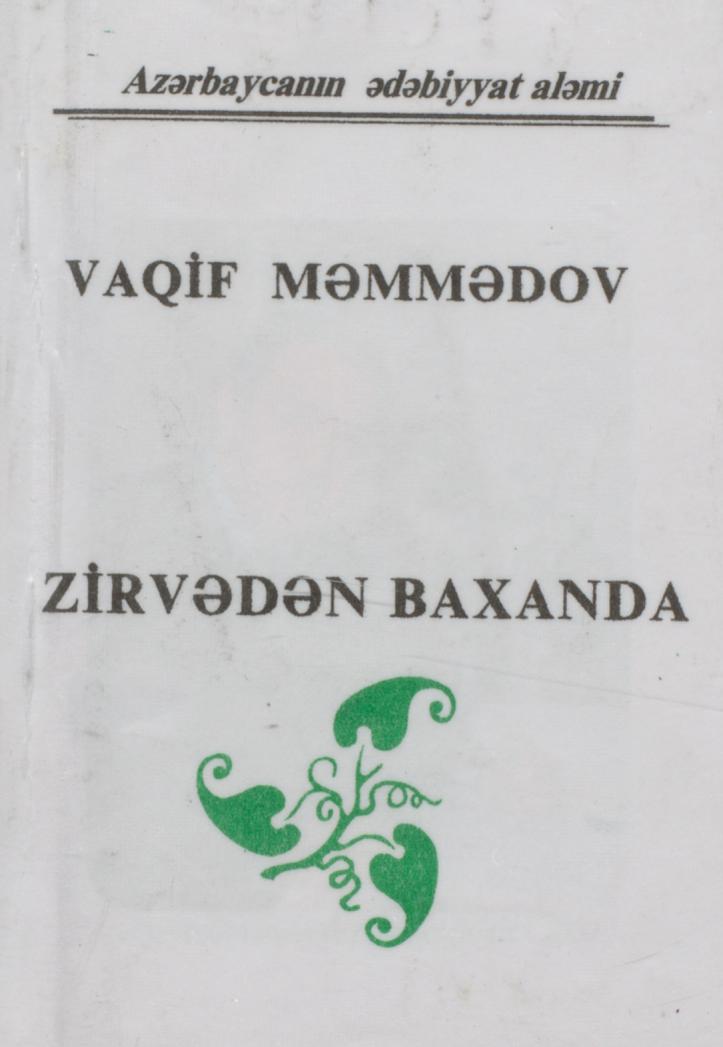 Azərbaycanın ədəbiyyat aləmi
VAQİF MƏMMƏDOV
ZİRVƏDƏN BAXANDA